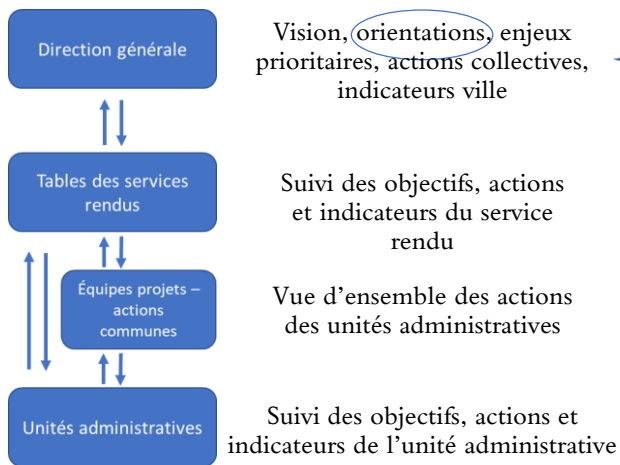 Direction générale
Vision, orientations, enjeux
prioritaires, actions collectives,
indicateurs ville
Tables des services
rendus
Suivi des objectifs, actions
et indicateurs du service
rendu
Équipes projets –
actions
communes
Vue d’ensemble des actions
des unités administratives
Unités administratives
Suivi des objectifs, actions et
indicateurs de l’unité administrative